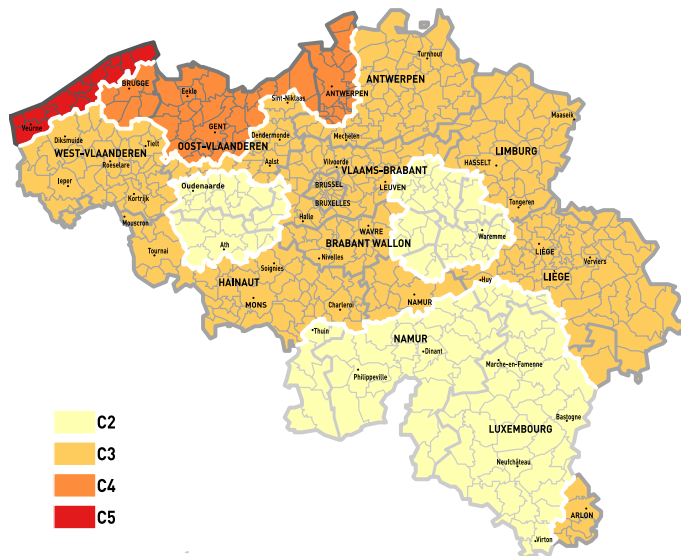 Turnhout
ANTWERPEN
BRUGGE
Eeklo
ANTWERPEN
Sint-Niklaas
Maaseik
Veurne
GENT
Diksmuide
Tielt
OOST-VLAANDEREN
Dendermonde
Mechelen
WEST-VLAANDEREN
Roeselare
Aalst
Vilvoorde
LIMBURG
HASSELT
VLAAMS-BRABANT
Ieper
Oudenaarde
BRUSSEL
LEUVEN
Kortrijk
BRUXELLES
Tongeren
Mouscron
Halle
WAVRE
Waremme
BRABANT WALLON
Ath
LIÈGE
Tournai
Nivelles
Verviers
Soignies
HAINAUT
Huy
LIÈGE
MONS
Charleroi
NAMUR
Thuin
NAMUR
Dinant
Marche-en-Famenne
Philippeville
C2
Bastogne
LUXEMBOURG
C3
Neufchâteau
C4
C5
ARLON
Virton